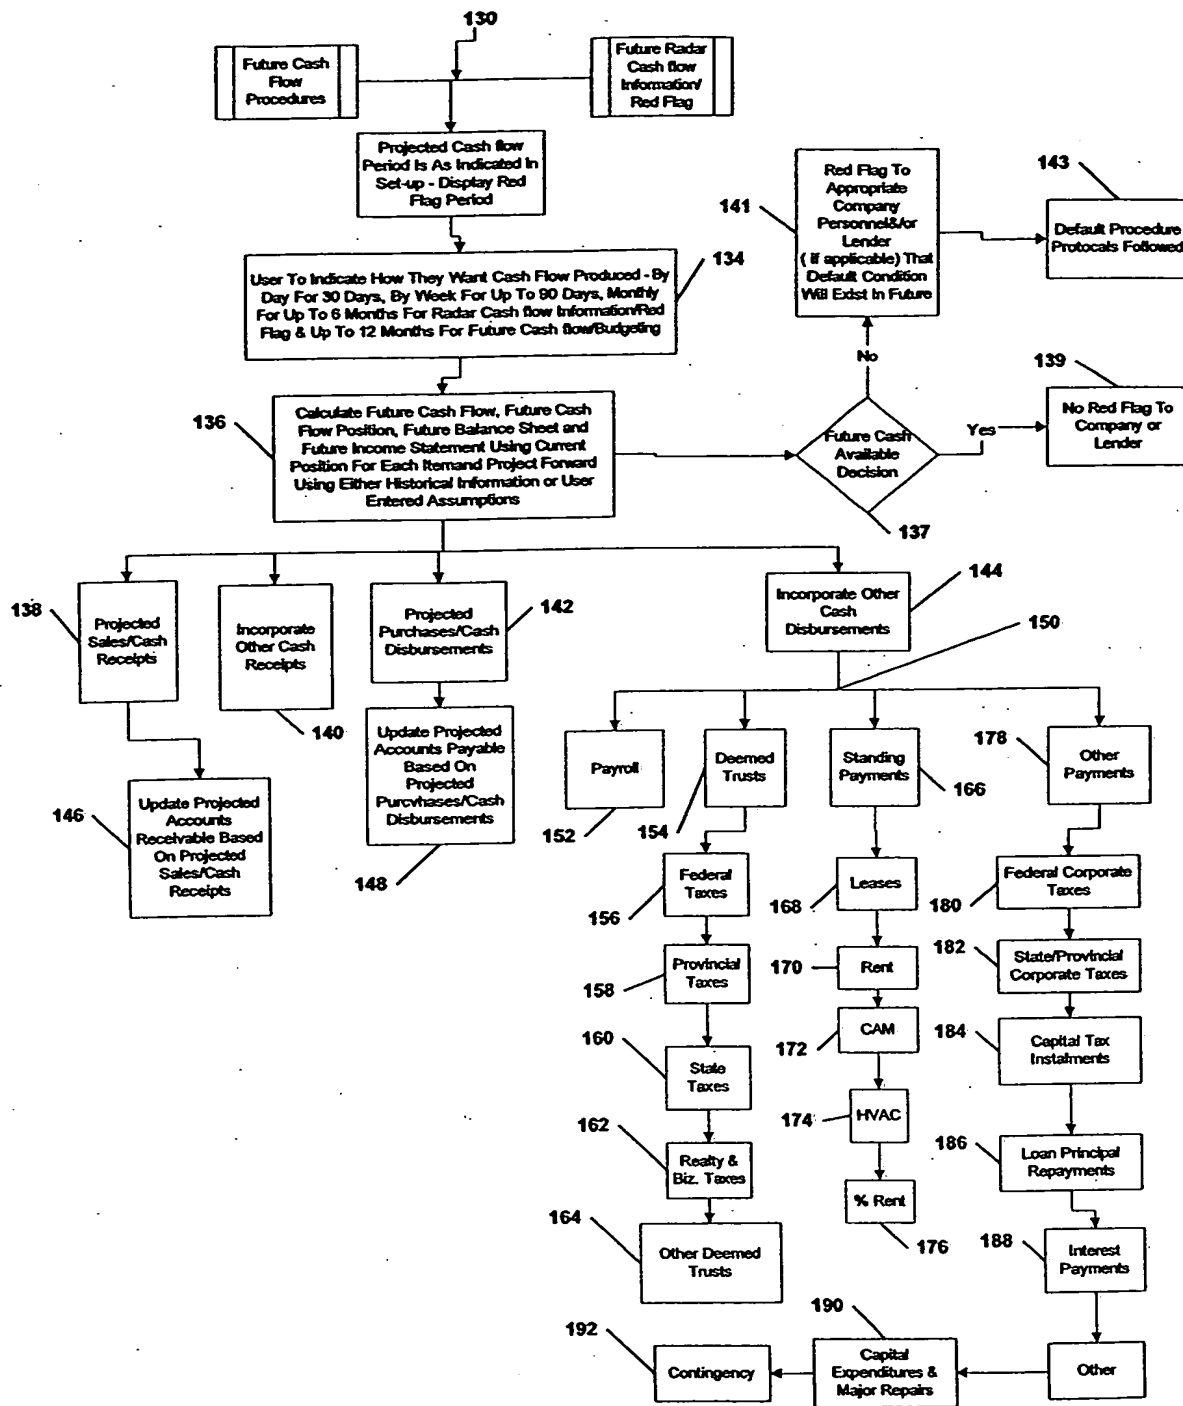 130
Future Cash
Flow
Procedures
Future Radar
Cash flow
Information/
Red Flag
Projected Cash flow
Period Is As Indicated In
Set-up - Display Red
Flag Period
134
User To Indicate How They Want Cash Flow Produced - By
Day For 30 Days, By Week For Up To 90 Days, Monthly
For Up To 6 Months For Radar Cash flow Information/Red
Flag & Up To 12 Months For Future Cash flow/Budgeting
136
Calculate Future Cash Flow, Future Cash
Flow Position, Future Balance Sheet and
Future Income Statement Using Current
Position For Each Itemand Project Forward
Using Either Historical Information or User
Entered Assumptions
141
Red Flag To
Appropriate
Company
Personnel&/or
Lender
( if applicable) That
Default Condition
Will Exist In Future
143
Default Procedure
Protocals Followed
No
139
No Red Flag To
Company or
Lender
Yes
Future Cash
Available
Decision
137
138
Projected
Sales/Cash
Receipts
Incorporate
Other Cash
Receipts
140
142
Projected
Purchases/Cash
Disbursements
144
Incorporate Other
Cash
Disbursements
150
146
Update Projected
Accounts
Receivable Based
On Projected
Sales/Cash
Receipts
Update Projected
Accounts Payable
Based On
Projected
Purcvhases/Cash
Disbursements
148
Payroll
152
Deemed
Trusts
154
Standing
Payments
166
178
Other
Payments
156
Federal
Taxes
158
Provincial
Taxes
160
State
Taxes
162
Realty &
Biz. Taxes
164
Other Deemed
Trusts
168
Leases
170
Rent
172
CAM
174
HVAC
% Rent
176
180
Federal Corporate
Taxes
182
State/Provincial
Corporate Taxes
184
Capital Tax
Instalments
186
Loan Principal
Repayments
188
Interest
Payments
Other
190
Capital
Expenditures &
Major Repairs
192
Contingency